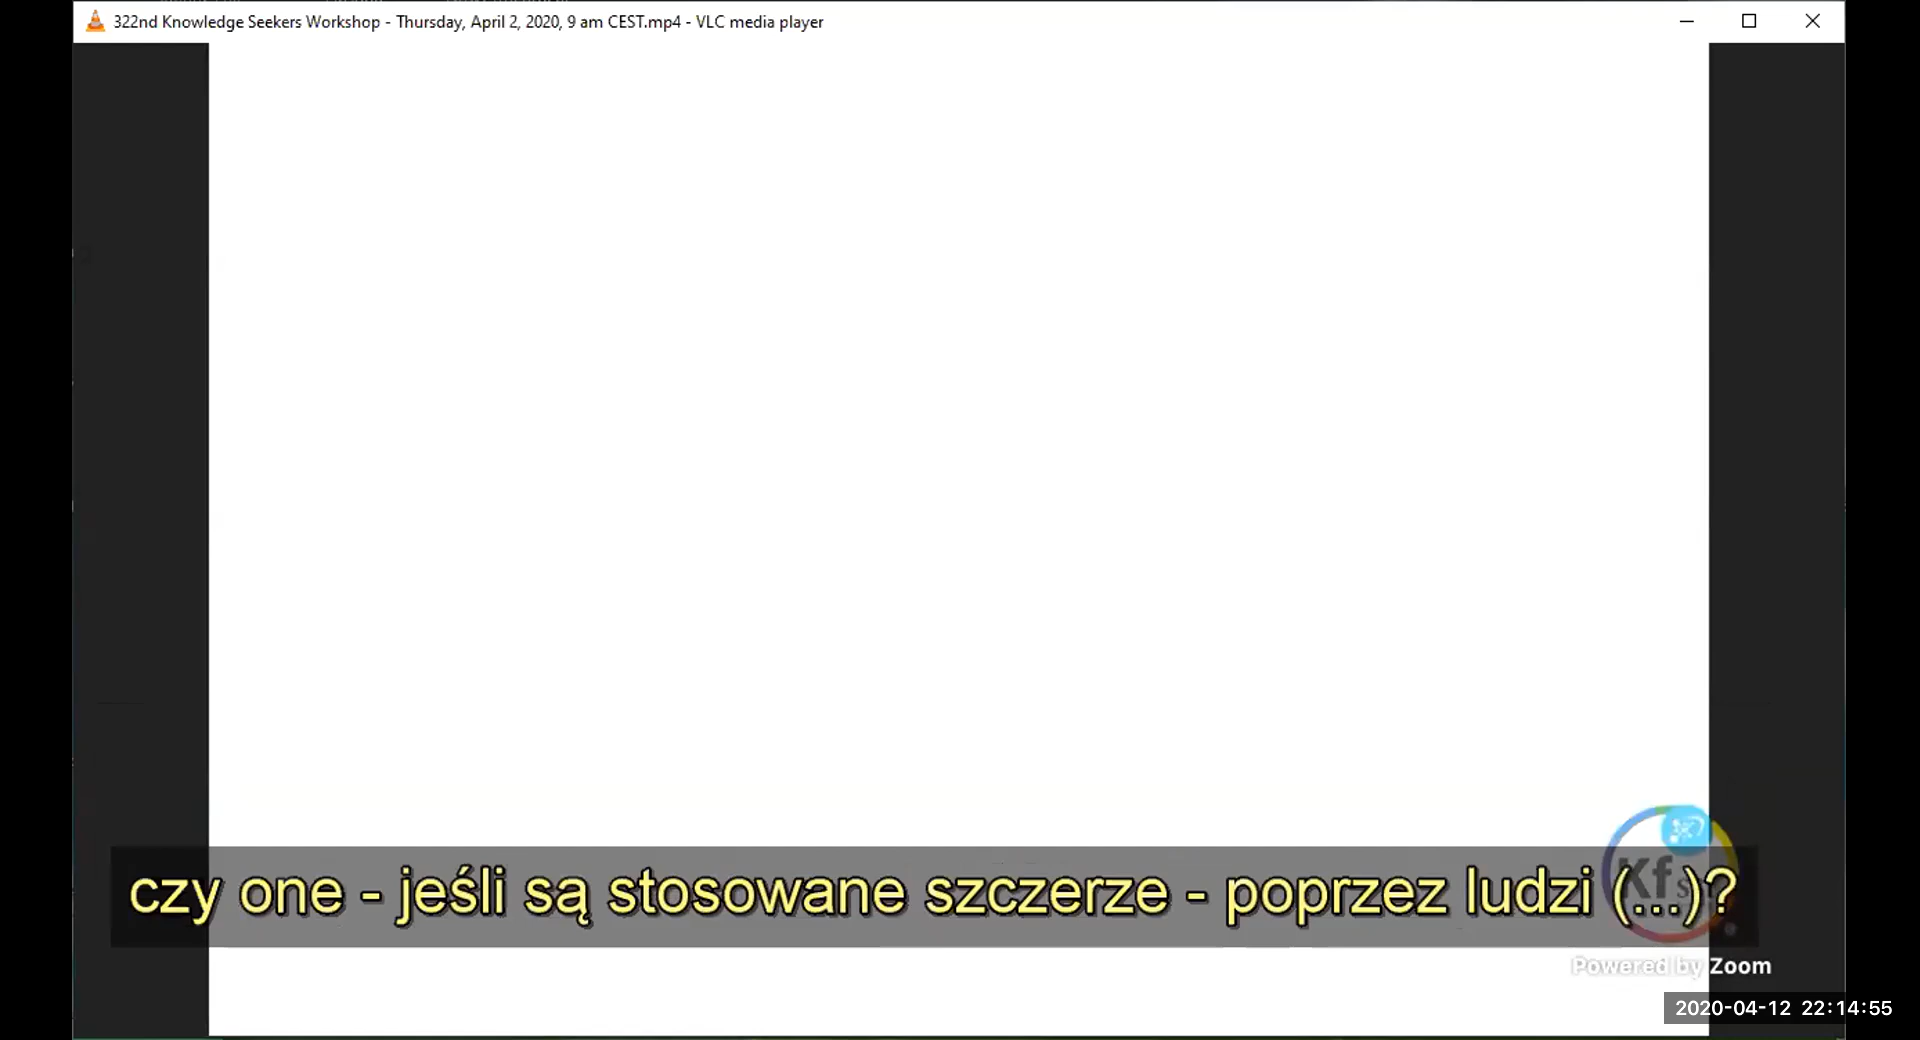 322nd Knowledge Seekers Workshop - Thursday, April 2, 2020, 9 am CEST.mp4 - VLC media player
czy one - jeśli są stosowane szczerze - poprzez ludzi (...)?
Kfs
Powered by Zoom
2020-04-12 22:14:55